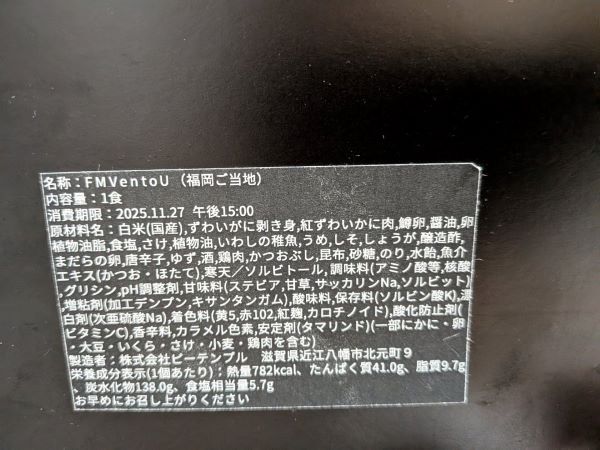 名称：FMVentoU（福岡ご当地）
内容量：1食
消費期限：2025.11.27 午後15:00
原材料名：白米(国産),ずわいがに剥き身,紅ずわいかに肉,鱒卵,醤油,卵
植物油脂,食塩,さけ,植物油,いわしの稚魚,うめ,しそ,しょうが,醸造酢,
まだらの卵,唐辛子,ゆず,酒,鶏肉,かつおぶし,昆布,砂糖,のり,水飴,魚介
エキス(かつお・ほたて),寒天／ソルビトール,調味料(アミノ酸等,核酸
,グリシン,pH調整剤,甘味料(ステビア,甘草,サッカリンNa,ソルビット)
,増粘剤(加工デンプン,キサンタンガム),酸味料,保存料(ソルビン酸K),漂
白剤(次亜硫酸Na),着色料(黄5,赤102,紅麹,カロチノイド),酸化防止剤(
ビタミンC),香辛料,カラメル色素,安定剤(タマリンド)(一部にかに・卵
・大豆・いくら・さけ・小麦・鶏肉を含む)
製造者：株式会社ビーテンプル　滋賀県近江八幡市北元町９
栄養成分表示(1個あたり)：熱量782kcal、たんぱく質41.0g、脂質9.7g
、炭水化物138.0g、食塩相当量5.7g
お早めにお召し上がりください